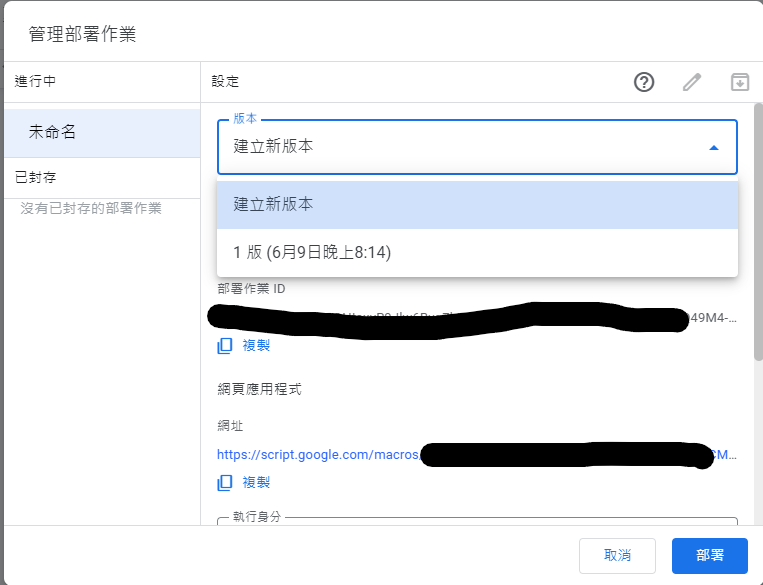 管理部署作業
進行中
未命名
已封存
沒有已封存的部署作業
設定
版本
建立新版本
建立新版本
1 版 (6月9日晚上8:14)
部署作業 ID
49M4-...
複製
網頁應用程式
網址
https://script.google.com/macros/ CM...
複製
執行身分
取消
部署